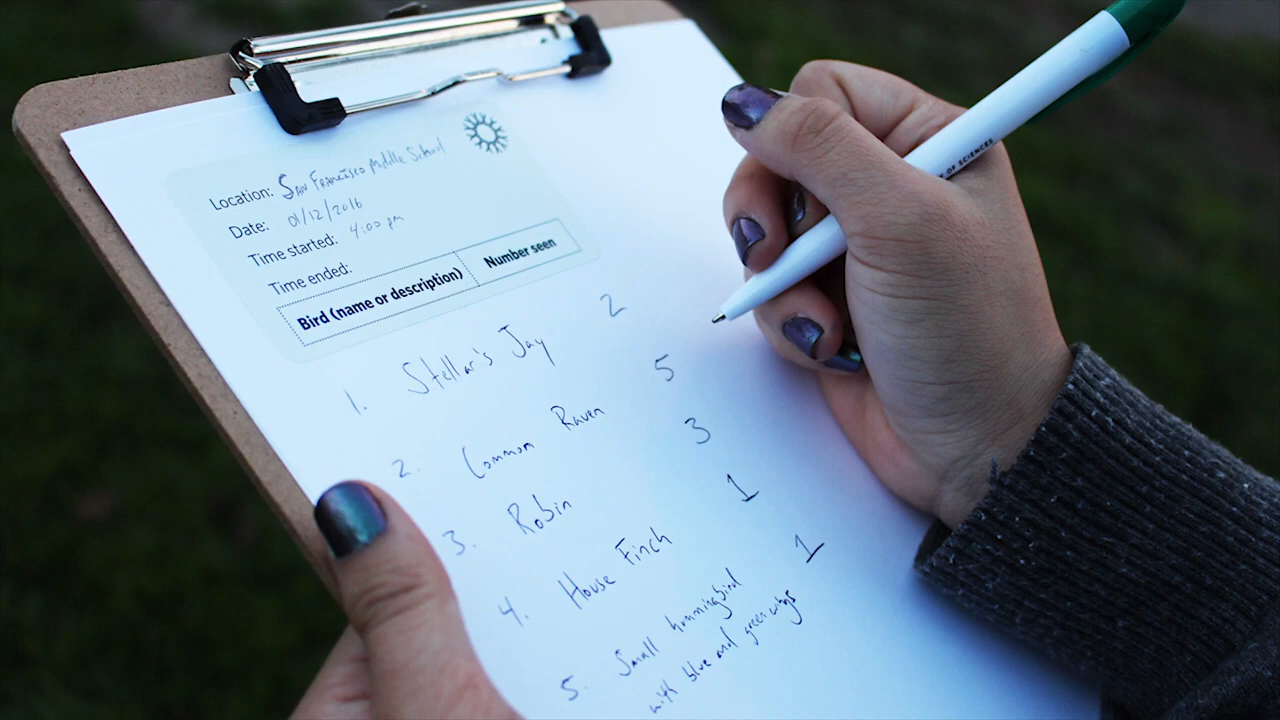 Location: San Francisco Middle School
Date: 01/12/2016
Time started: 4:00 pm
Time ended:
Bird (name or description) Number seen
1. Stellar's Jay 2
2. Common Raven 5
3. Robin 3
4. House Finch 1
5. Small hummingbird 1
with blue and green wings
OF SCIENCES